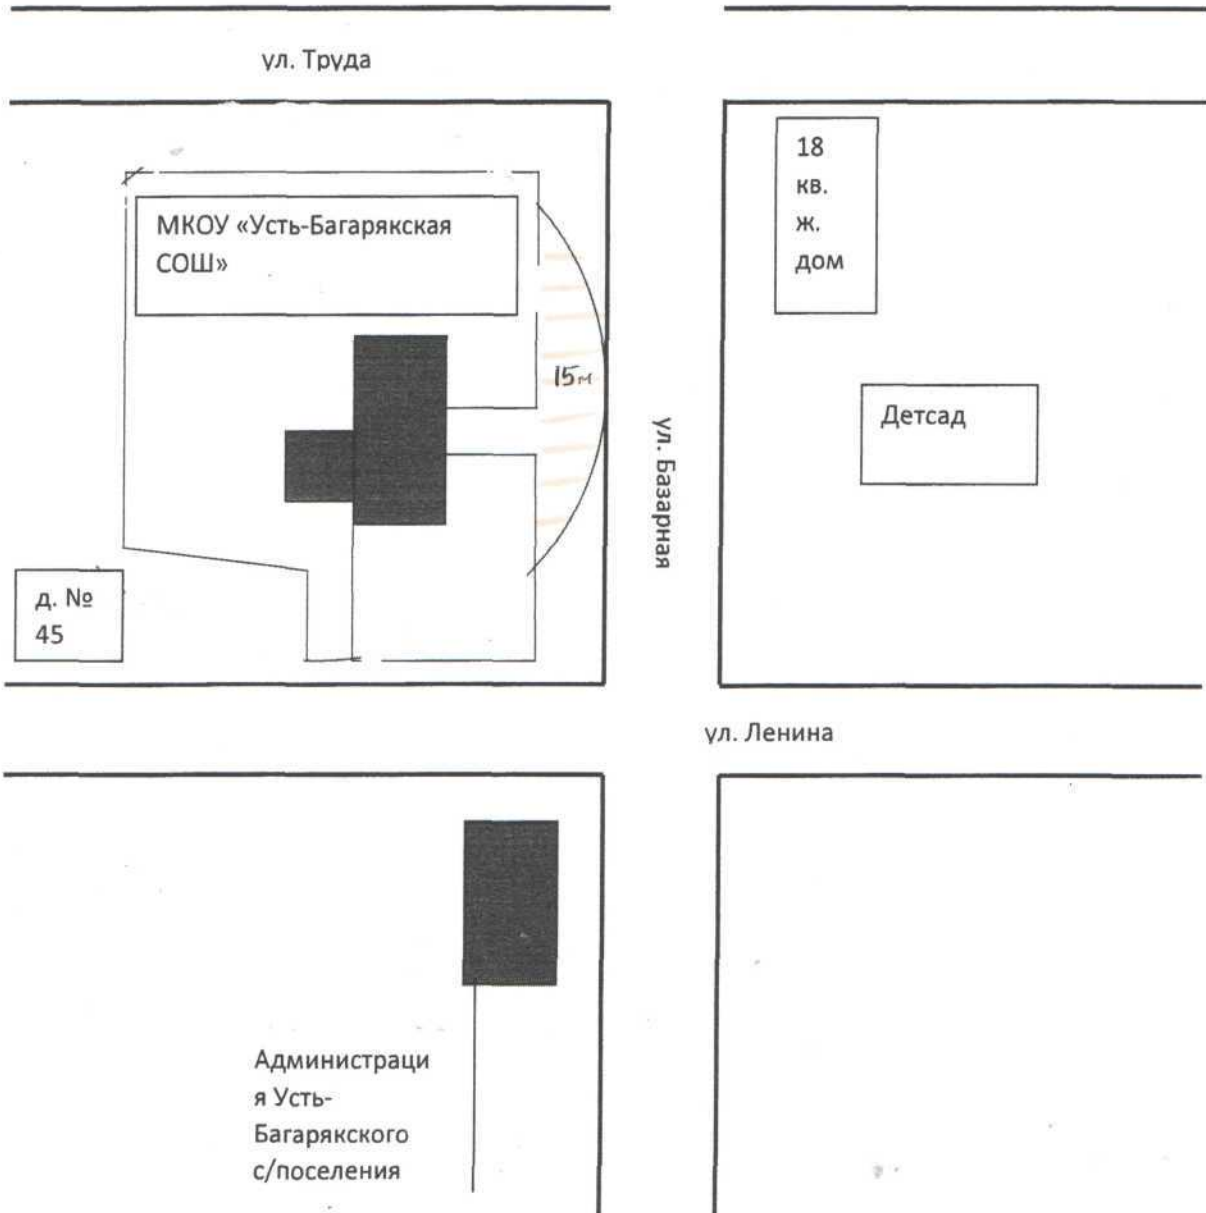 ул. Труда
МКОУ «Усть-Багарякская
СОШ»
18
кв.
ж.
дом
15м
Детсад
ул. Базарная
д. №
45
ул. Ленина
Администраци
я Усть-
Багарякского
с/поселения